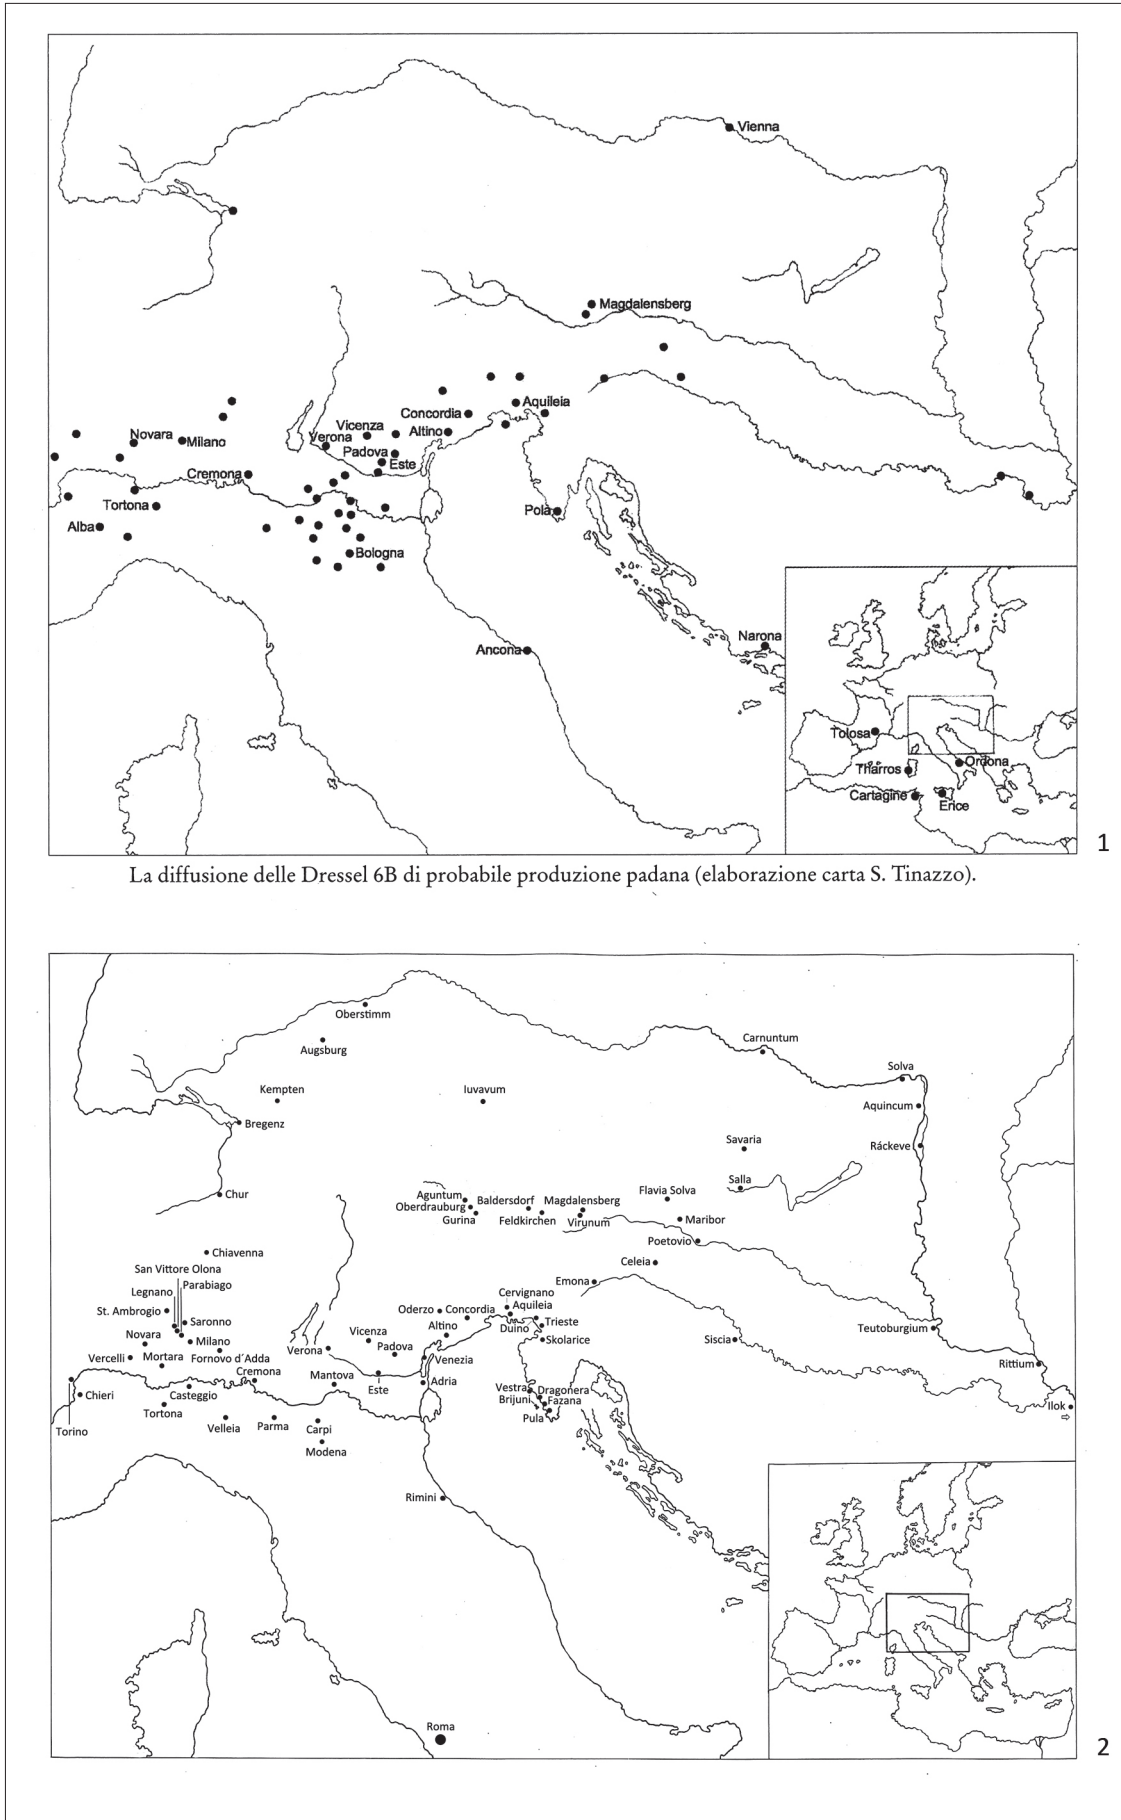 Vienna
Magdalensberg
Aquileia
Concordia
Vicenza
Altino
Verona
Novara
Milano
Padova
Este
Cremona
Tortona
Alba
Pola
Bologna
Narona
Ancona
Tolosa
Ordona
Tharros
Cartagine
Erice
1
La diffusione delle Dressel 6B di probabile produzione padana (elaborazione carta S. Tinazzo).
Oberstimm
Augsburg
Carnuntum
Solva
Kempten
Iuvavum
Aquincum
Bregenz
Savaria
Ráckeve
Salla
Chur
Aguntum
Baldersdorf
Magdalensberg
Flavia Solva
Oberdrauburg
Gurina
Feldkirchen
Virunum
Maribor
Poetovio
Chiavenna
Celeia
San Vittore Olona
Parabiago
Legnano
Emona
Cervignano
St. Ambrogio
Saronno
Oderzo
Concordia
Aquileia
Altino
Duino
Trieste
Teutoburgium
Novara
Milano
Vicenza
Skolarice
Siscia
Verona
Padova
Vercelli
Mortara
Fornovo d´Adda
Venezia
Rittium
Cremona
Mantova
Este
Adria
Chieri
Casteggio
Vestra
Dragonera
Brijuni
Fazana
Ilok
Tortona
Pula
Torino
Velleia
Parma
Carpi
Modena
Rimini
Roma
2